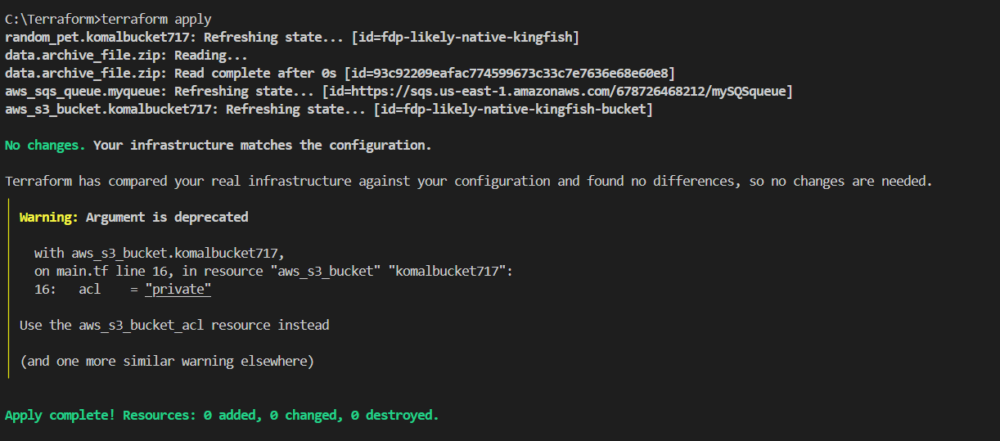 C:\Terraform>terraform apply
random_pet.komalbucket717: Refreshing state... [id=fdp-likely-native-kingfish]
data.archive_file.zip: Reading...
data.archive_file.zip: Read complete after 0s [id=93c92209eafac774599673c33c7e7636e68e60e8]
aws_sqs_queue.myqueue: Refreshing state... [id=https://sqs.us-east-1.amazonaws.com/678726468212/mySQSqueue]
aws_s3_bucket.komalbucket717: Refreshing state... [id=fdp-likely-native-kingfish-bucket]
No changes. Your infrastructure matches the configuration.
Terraform has compared your real infrastructure against your configuration and found no differences, so no changes are needed.
Warning: Argument is deprecated
with aws_s3_bucket.komalbucket717,
on main.tf line 16, in resource "aws_s3_bucket" "komalbucket717":
16:   acl    = "private"
Use the aws_s3_bucket_acl resource instead
(and one more similar warning elsewhere)
Apply complete! Resources: 0 added, 0 changed, 0 destroyed.